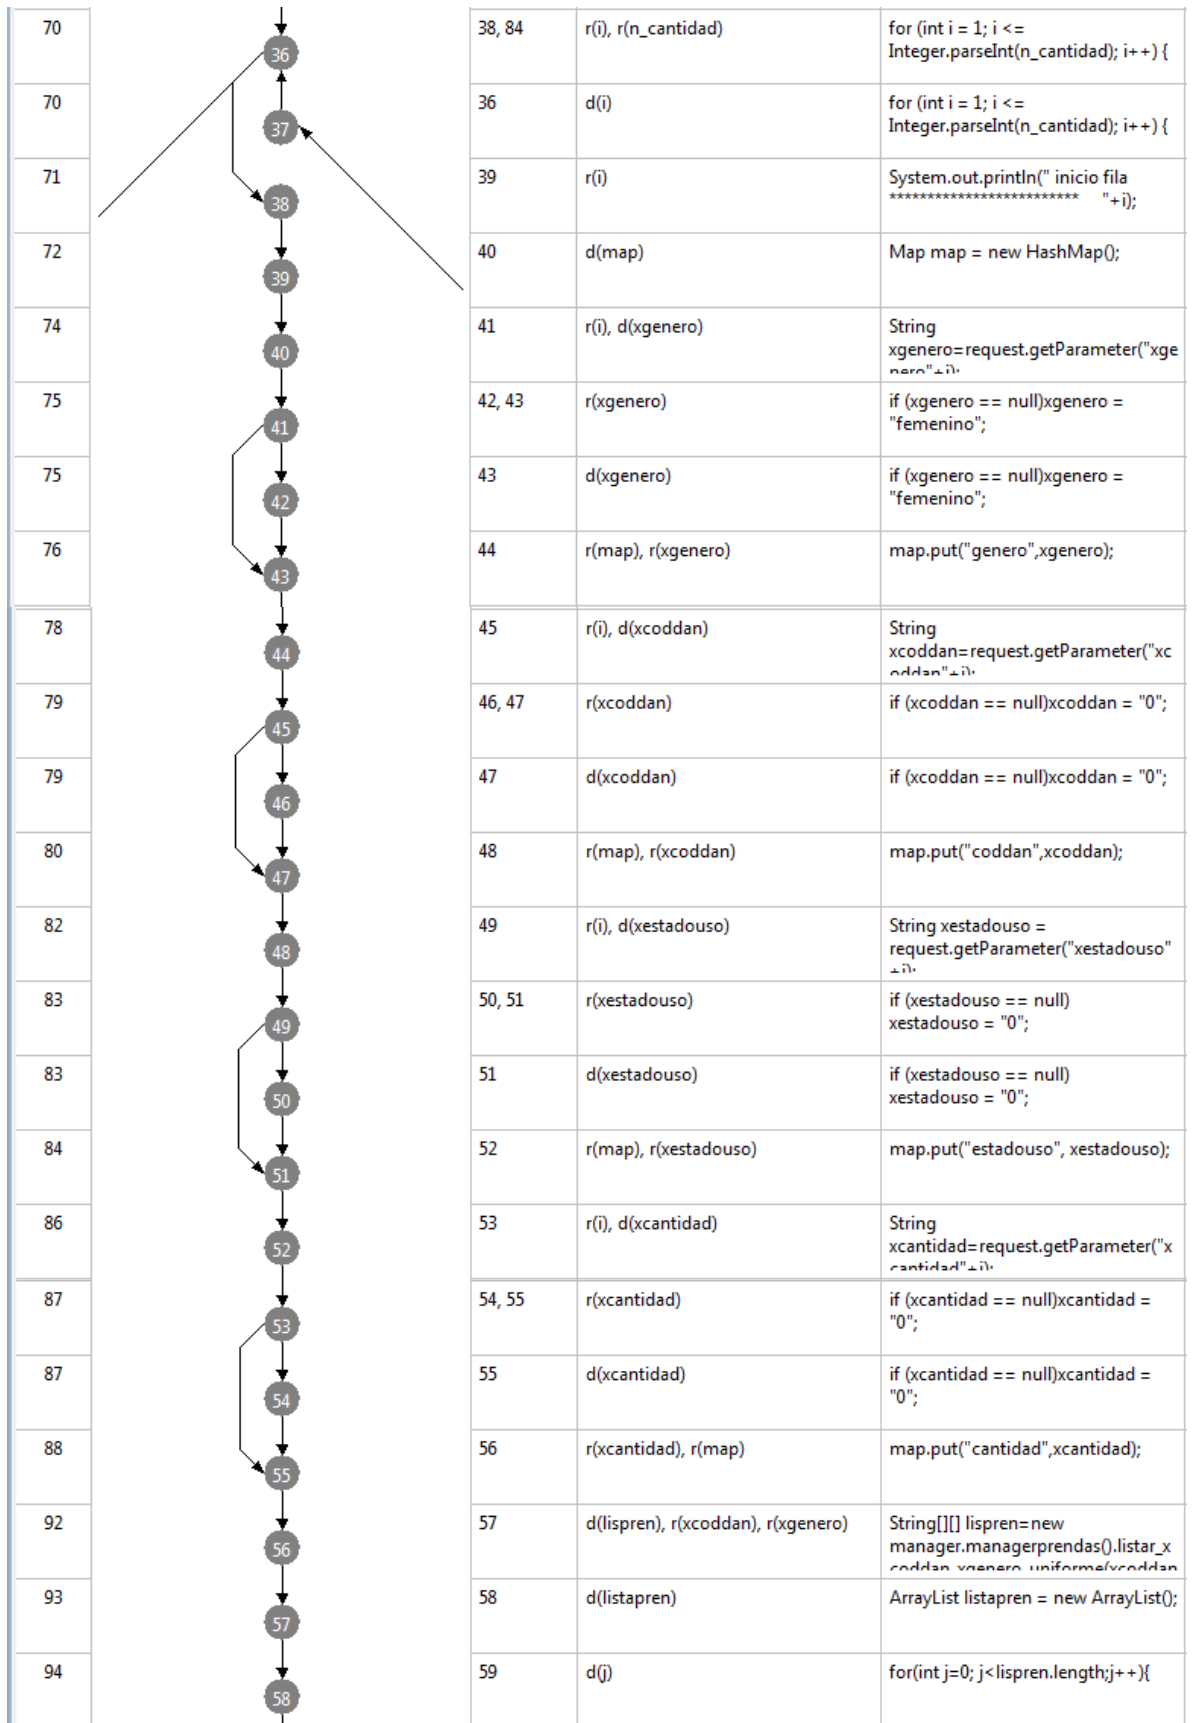 70 36 38, 84 r(i), r(n_cantidad) for (int i = 1; i <=
Integer.parseInt(n_cantidad); i++) {
70 37 36 d(i) for (int i = 1; i <=
Integer.parseInt(n_cantidad); i++) {
71 38 39 r(i) System.out.println(" inicio fila
************************* "+i);
72 39 40 d(map) Map map = new HashMap();
74 40 41 r(i), d(xgenero) String
xgenero=request.getParameter("xge
nero"+i);
75 41 42, 43 r(xgenero) if (xgenero == null)xgenero =
"femenino";
75 42 43 d(xgenero) if (xgenero == null)xgenero =
"femenino";
76 43 44 r(map), r(xgenero) map.put("genero",xgenero);
78 44 45 r(i), d(xcoddan) String
xcoddan=request.getParameter("xc
oddan"+i);
79 45 46, 47 r(xcoddan) if (xcoddan == null)xcoddan = "0";
79 46 47 d(xcoddan) if (xcoddan == null)xcoddan = "0";
80 47 48 r(map), r(xcoddan) map.put("coddan",xcoddan);
82 48 49 r(i), d(xestadouso) String xestadouso =
request.getParameter("xestadouso"
+i);
83 49 50, 51 r(xestadouso) if (xestadouso == null)
xestadouso = "0";
83 50 51 d(xestadouso) if (xestadouso == null)
xestadouso = "0";
84 51 52 r(map), r(xestadouso) map.put("estadouso", xestadouso);
86 52 53 r(i), d(xcantidad) String
xcantidad=request.getParameter("x
cantidad"+i);
87 53 54, 55 r(xcantidad) if (xcantidad == null)xcantidad =
"0";
87 54 55 d(xcantidad) if (xcantidad == null)xcantidad =
"0";
88 55 56 r(xcantidad), r(map) map.put("cantidad",xcantidad);
92 56 57 d(lispren), r(xcoddan), r(xgenero) String[][] lispren=new
manager.managerprendas().listar_x
coddan_xgenero_uniforme(xcoddan
93 57 58 d(listapren) ArrayList listapren = new ArrayList();
94 58 59 d(j) for(int j=0; j<lispren.length;j++){